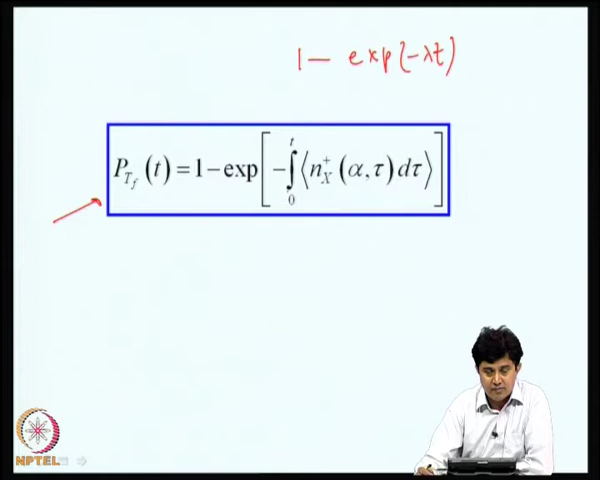 1 - exp(-λt)
P_{T_f}(t) = 1 - exp[-∫_0^t ⟨n_X^+(α,τ)dτ⟩]
NPTEL